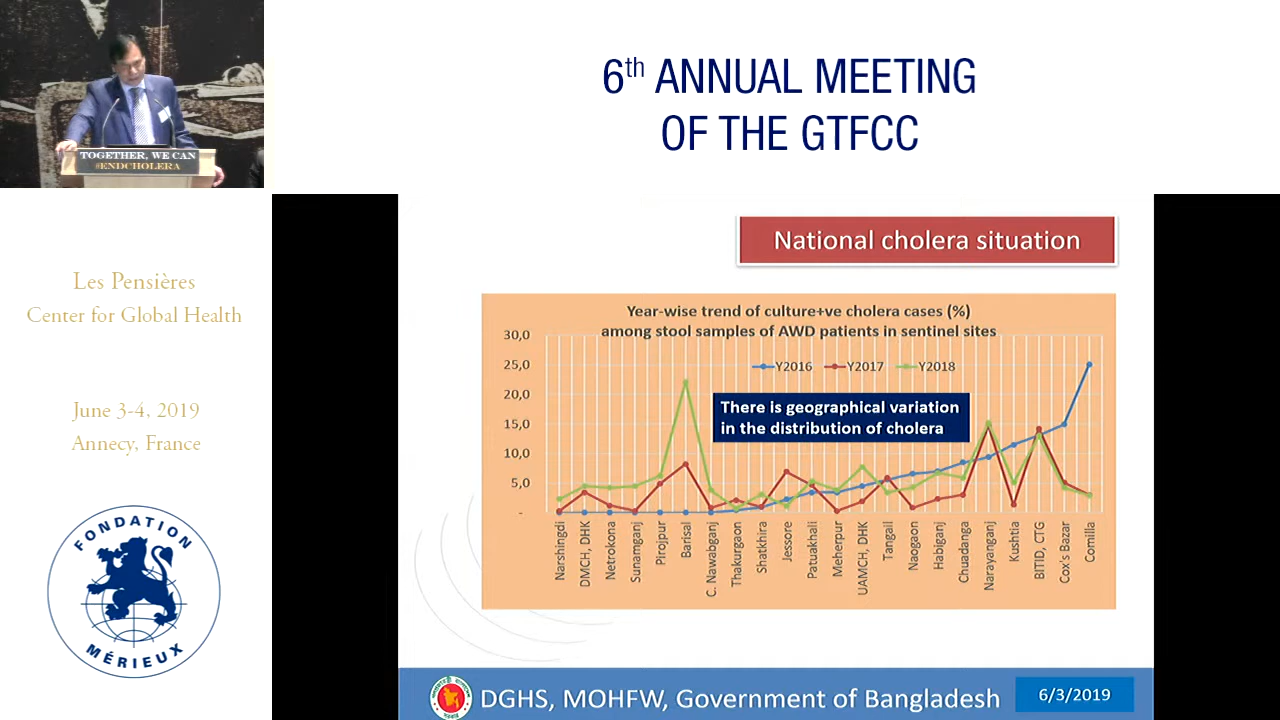 TOGETHER, WE CAN
#ENDCHOLERA
6th ANNUAL MEETING
OF THE GTFCC
Les Pensières
Center for Global Health
June 3-4, 2019
Annecy, France
FONDATION
MÉRIEUX
National cholera situation
Year-wise trend of culture+ve cholera cases (%)
among stool samples of AWD patients in sentinel sites
Y2016 Y2017 Y2018
There is geographical variation
in the distribution of cholera
30,0
25,0
20,0
15,0
10,0
5,0
-
Narshingdi
DMCH, DHK
Netrokona
Sunamganj
Pirojpur
Barisal
C. Nawabganj
Thakurgaon
Shatkhira
Jessore
Patuakhali
Meherpur
UAMCH, DHK
Tangail
Naogaon
Habiganj
Chuadanga
Narayanganj
Kushtia
BITID, CTG
Cox's Bazar
Comilla
DGHS, MOHFW, Government of Bangladesh
6/3/2019